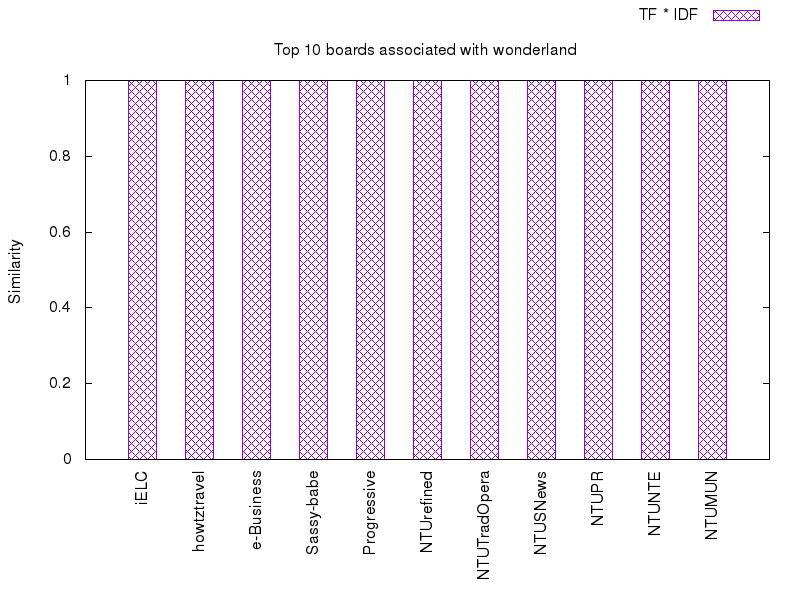 TF * IDF
Top 10 boards associated with wonderland
1
0.8
0.6
0.4
0.2
0
Similarity
iELC
howtztravel
e-Business
Sassy-babe
Progressive
NTUrefined
NTUTradOpera
NTUSNews
NTUPR
NTUNTE
NTUMUN